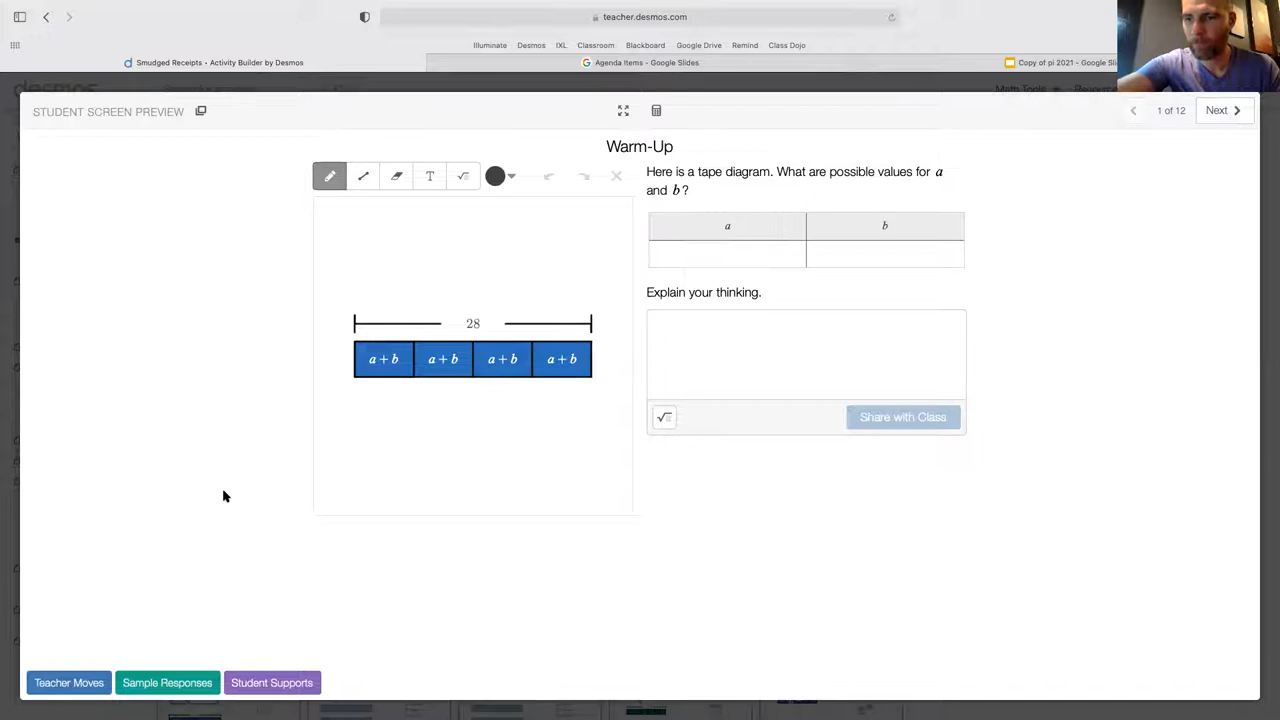 teacher.desmos.com
Illuminate Desmos IXL Classroom Blackboard Google Drive Remind Class Dojo
Smudged Receipts • Activity Builder by Desmos
Agenda Items - Google Slides
Copy of pi 2021 - Google Sli
desmos
Math Tools
STUDENT SCREEN PREVIEW
1 of 12
Next
Warm-Up
T
Here is a tape diagram. What are possible values for a
and b?
a b
28
a + b a + b a + b a + b
Explain your thinking.
Share with Class
Teacher Moves
Sample Responses
Student Supports